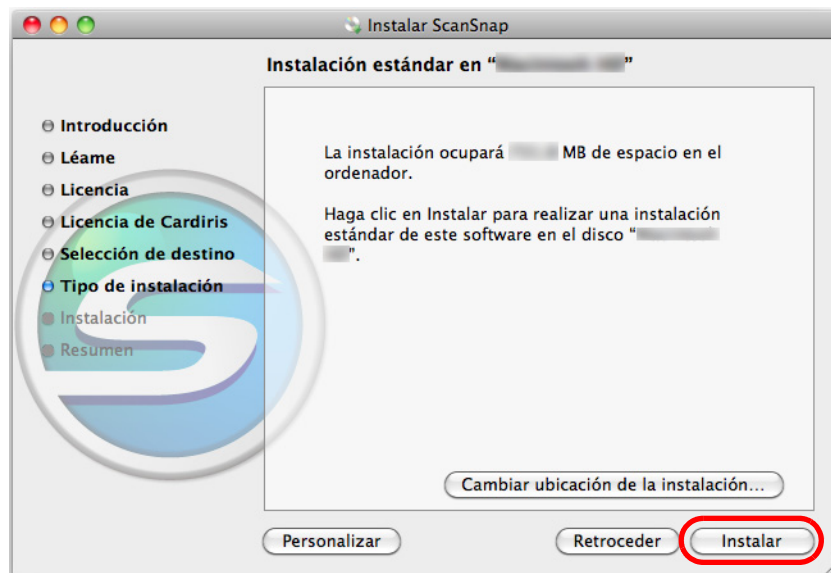 Instalar ScanSnap
Instalación estándar en “ ”
Introducción
Léame
Licencia
Licencia de Cardiris
Selección de destino
Tipo de instalación
Instalación
Resumen
La instalación ocupará MB de espacio en el
ordenador.
Haga clic en Instalar para realizar una instalación
estándar de este software en el disco “
”.
Cambiar ubicación de la instalación...
Personalizar
Retroceder
Instalar